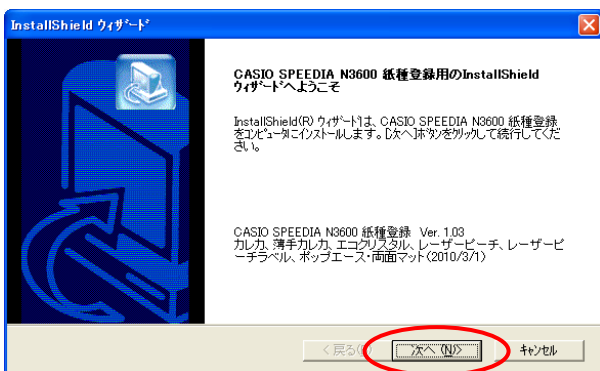 InstallShield ｳｨｻﾞｰﾄﾞ
CASIO SPEEDIA N3600 紙種登録用のInstallShield
ｳｨｻﾞｰﾄﾞへようこそ
InstallShield(R) ｳｨｻﾞｰﾄﾞは、CASIO SPEEDIA N3600 紙種登録
をｺﾝﾋﾟｭｰﾀにｲﾝｽﾄｰﾙします。[次へ]ﾎﾞﾀﾝをｸﾘｯｸして続行してくだ
さい。
CASIO SPEEDIA N3600 紙種登録 Ver. 1.03
カレカ、薄手カレカ、エコクリスタル、レーザーピーチ、レーザーピ
ーチラベル、ポップエース・両面マット(2010/3/1)
< 戻る(
次へ (N)>
ｷｬﾝｾﾙ